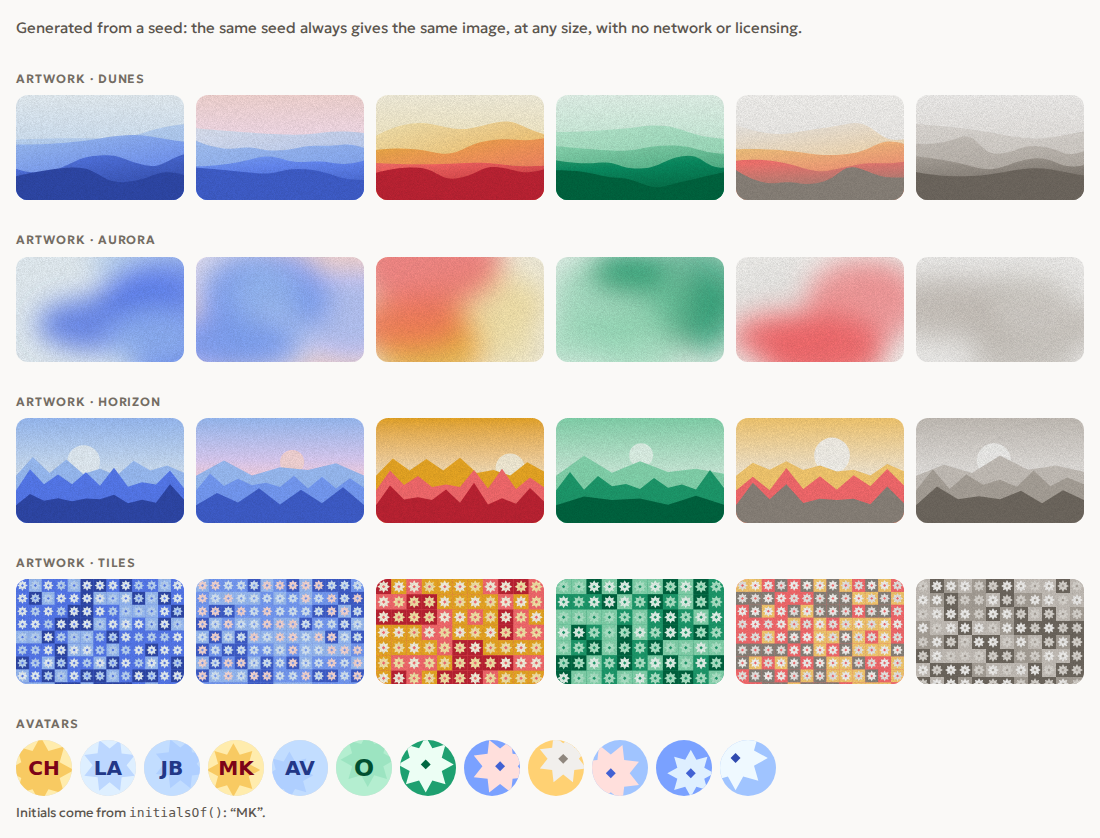 Generated from a seed: the same seed always gives the same image, at any size, with no network or licensing.
ARTWORK · DUNES
ARTWORK · AURORA
ARTWORK · HORIZON
ARTWORK · TILES
AVATARS
CH LA JB MK AV O
Initials come from initialsOf(): “MK”.